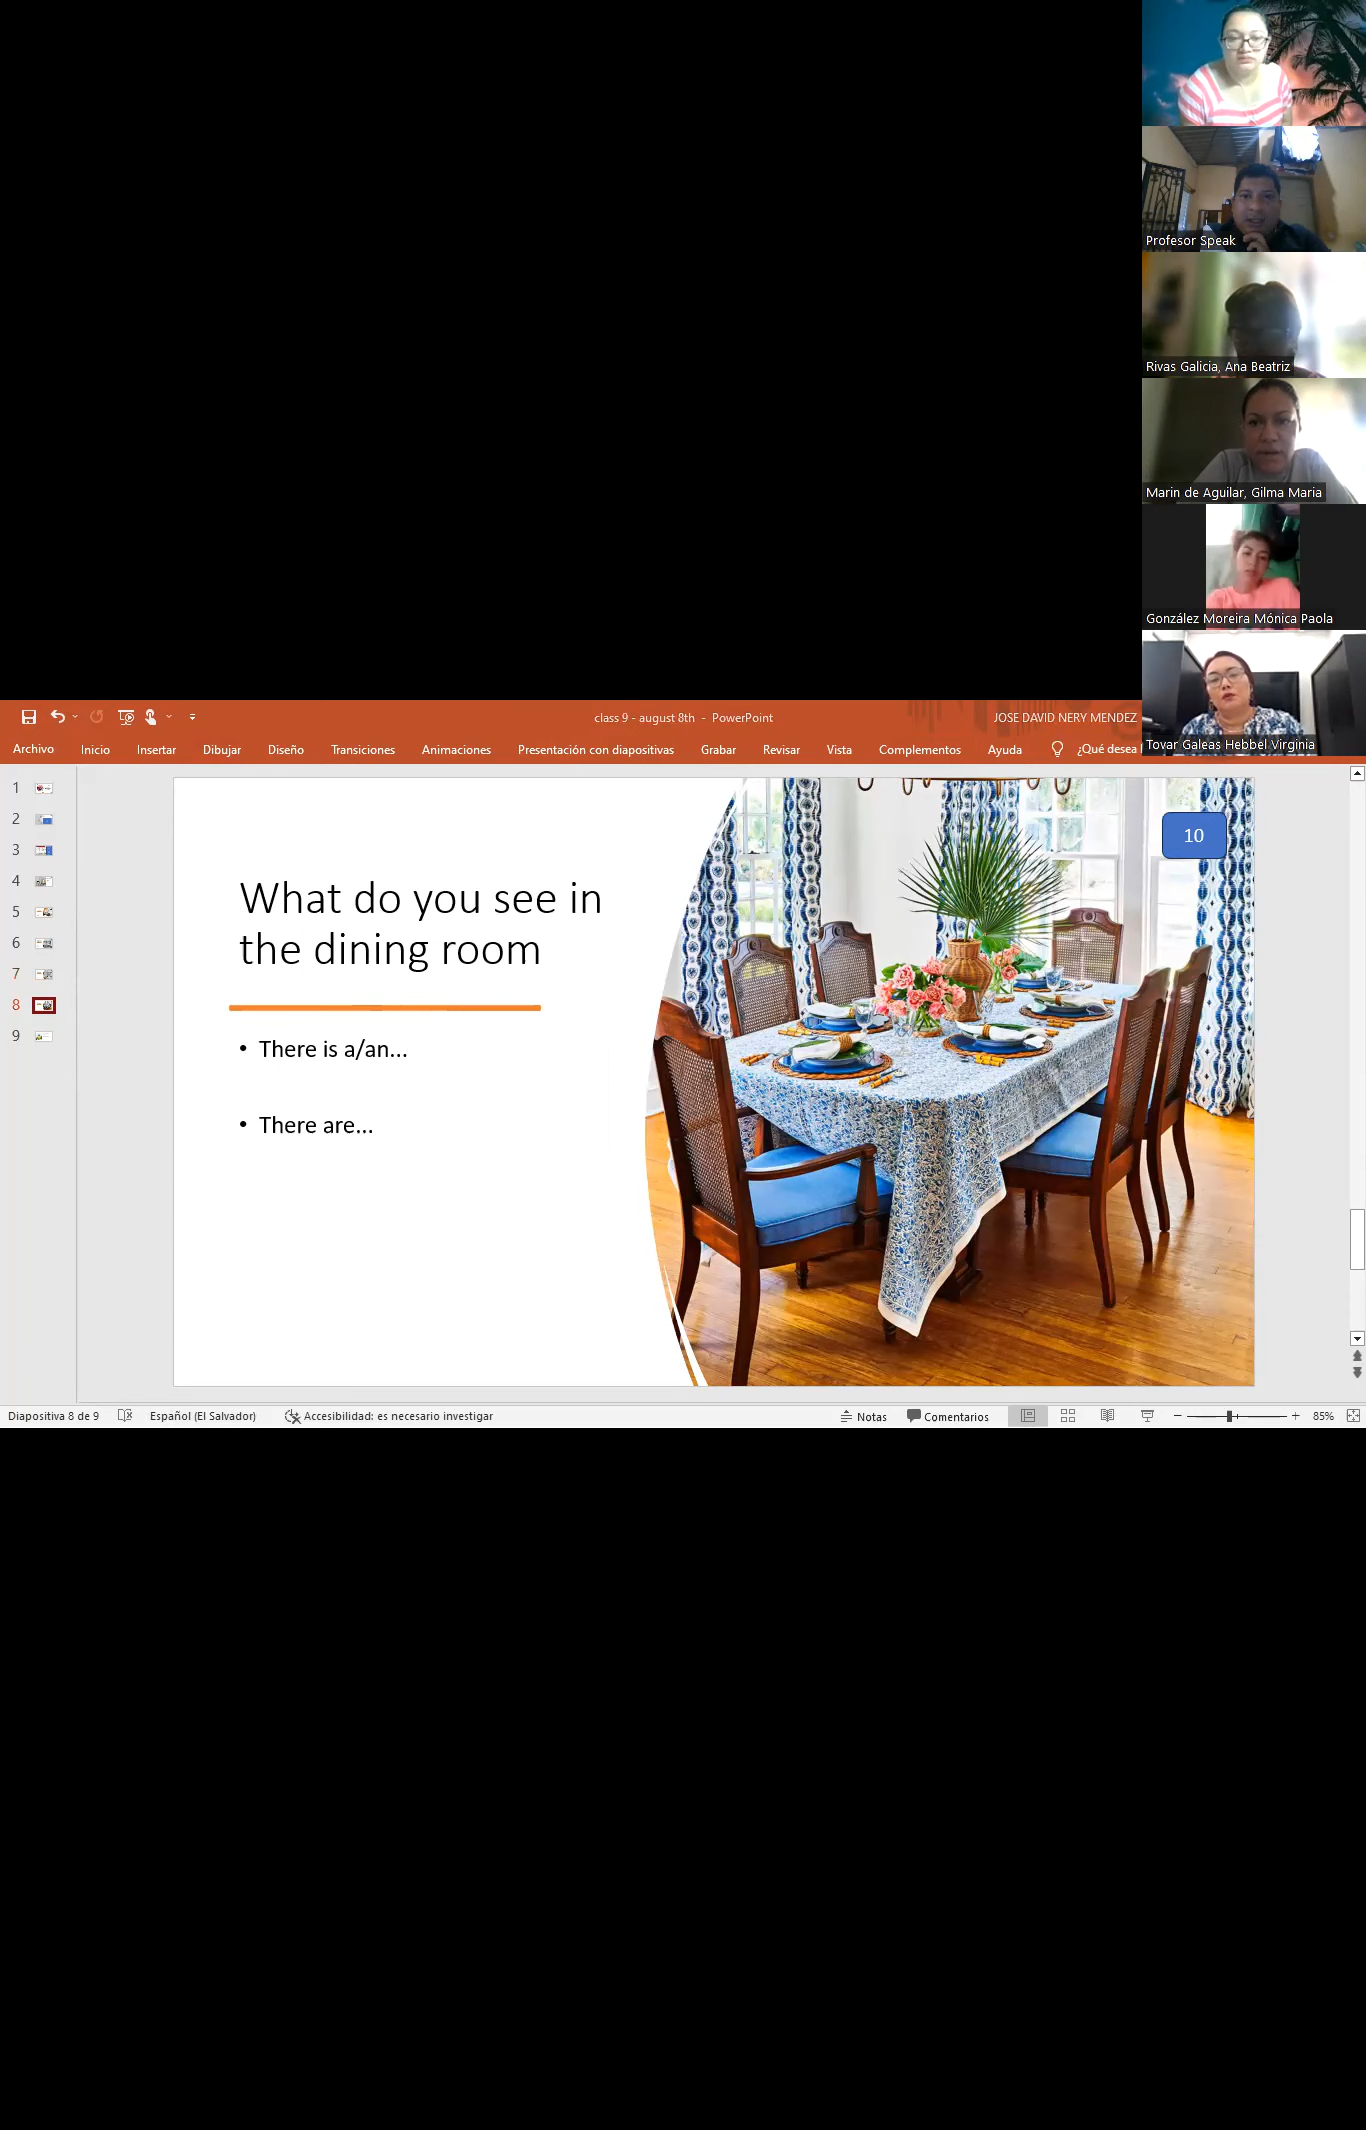 Profesor Speak
Rivas Galicia, Ana Beatriz
Marin de Aguilar, Gilma Maria
González Moreira Mónica Paola
Tovar Galeas Hebbel Virginia
class 9 - august 8th - PowerPoint
JOSE DAVID NERY MENDEZ
Archivo Inicio Insertar Dibujar Diseño Transiciones Animaciones Presentación con diapositivas Grabar Revisar Vista Complementos Ayuda ¿Qué desea
1
2
3
4
5
6
7
8
9
10
What do you see in
the dining room
• There is a/an...
• There are...
Diapositiva 8 de 9 Español (El Salvador) Accesibilidad: es necesario investigar Notas Comentarios 85%